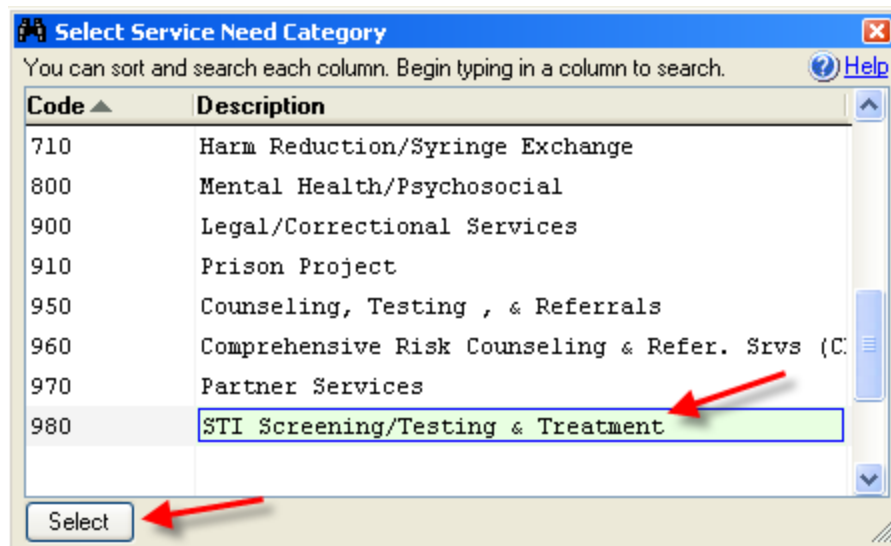 Select Service Need Category
You can sort and search each column. Begin typing in a column to search. Help
Code Description
710 Harm Reduction/Syringe Exchange
800 Mental Health/Psychosocial
900 Legal/Correctional Services
910 Prison Project
950 Counseling, Testing , & Referrals
960 Comprehensive Risk Counseling & Refer. Srvs
970 Partner Services
980 STI Screening/Testing & Treatment
Select